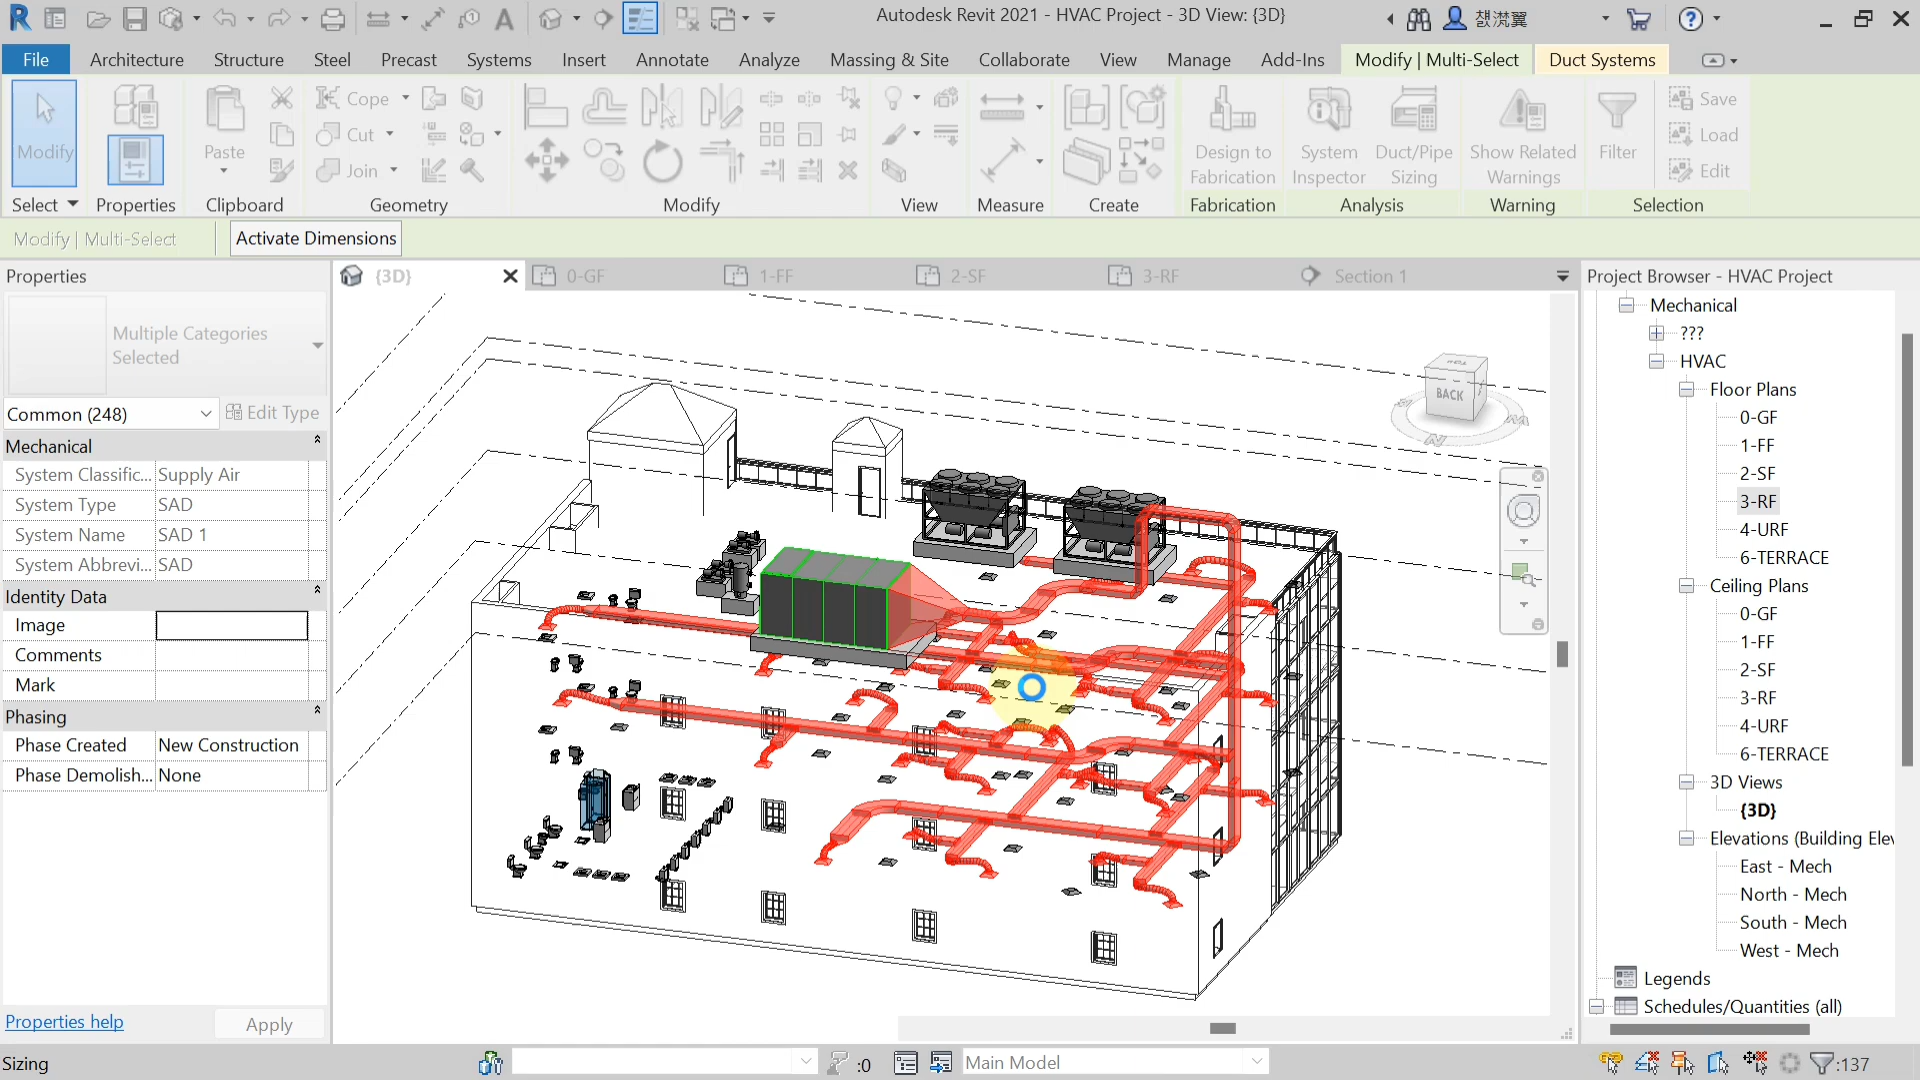 Autodesk Revit 2021 - HVAC Project - 3D View: {3D}
File Architecture Structure Steel Precast Systems Insert Annotate Analyze Massing & Site Collaborate View Manage Add-Ins Modify | Multi-Select Duct Systems
Modify
Paste
Cope
Cut
Join
Design to Fabrication
System Inspector
Duct/Pipe Sizing
Show Related Warnings
Filter
Save
Load
Edit
Select Properties Clipboard Geometry Modify View Measure Create Fabrication Analysis Warning Selection
Modify | Multi-Select Activate Dimensions
Properties
{3D} 0-GF 1-FF 2-SF 3-RF Section 1
Project Browser - HVAC Project
Multiple Categories
Selected
Common (248) Edit Type
Mechanical
System Classific... Supply Air
System Type SAD
System Name SAD 1
System Abbrevi... SAD
Identity Data
Image
Comments
Mark
Phasing
Phase Created New Construction
Phase Demolish... None
Properties help Apply
BACK
Mechanical
???
HVAC
Floor Plans
0-GF
1-FF
2-SF
3-RF
4-URF
6-TERRACE
Ceiling Plans
0-GF
1-FF
2-SF
3-RF
4-URF
6-TERRACE
3D Views
{3D}
Elevations (Building Elev
East - Mech
North - Mech
South - Mech
West - Mech
Legends
Schedules/Quantities (all)
Sizing :0 Main Model :137